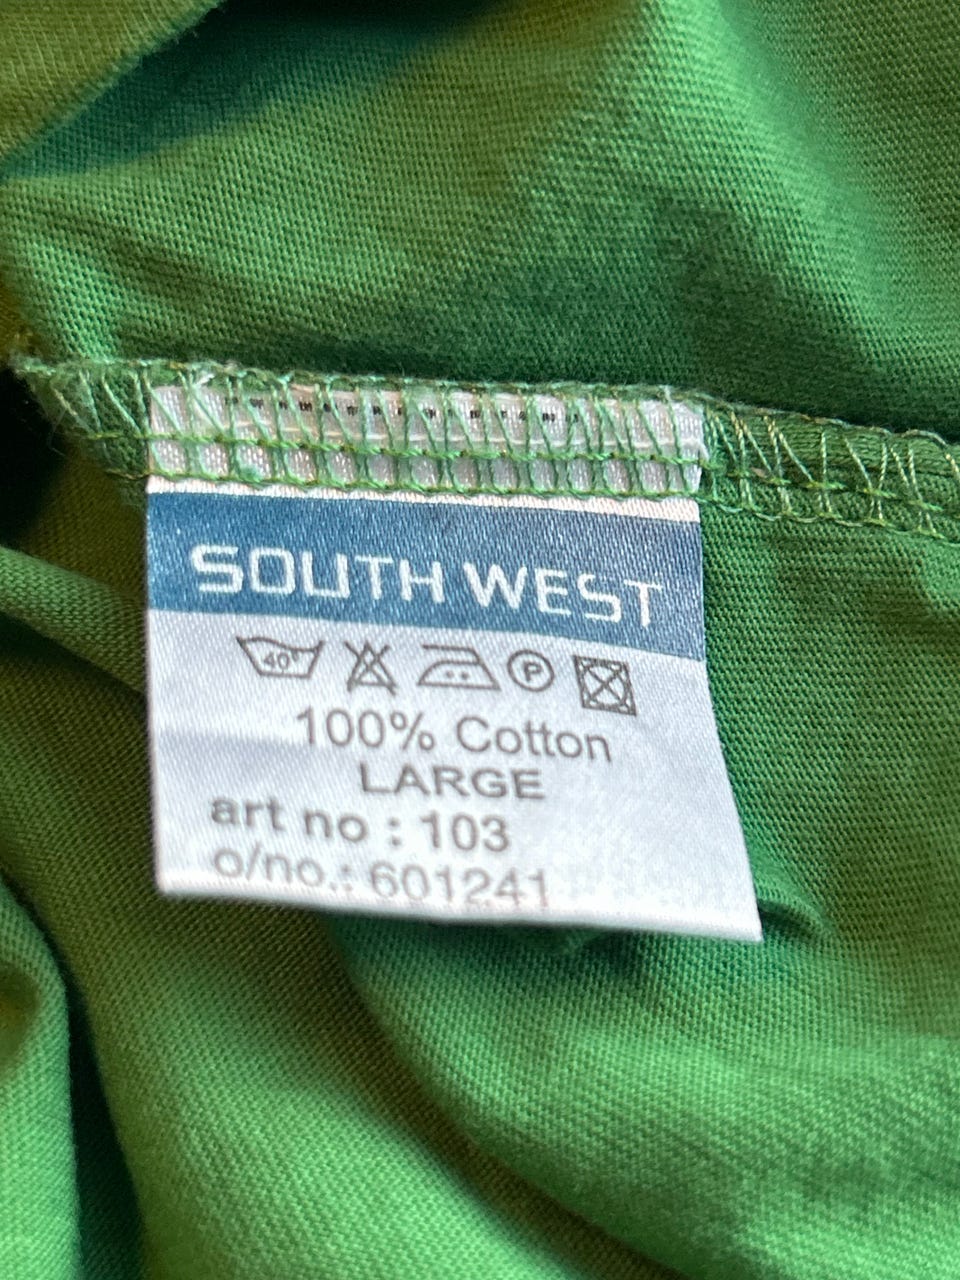 SOUTH WEST
40° P
100% Cotton
LARGE
art no : 103
o/no.: 601241